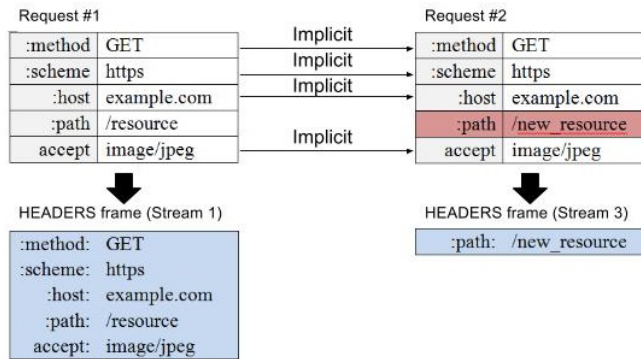 Request #1
:method GET
:scheme https
:host example.com
:path /resource
accept image/jpeg
Implicit
Implicit
Implicit
Implicit
Request #2
:method GET
:scheme https
:host example.com
:path /new_resource
accept image/jpeg
HEADERS frame (Stream 1)
:method: GET
:scheme: https
:host: example.com
:path: /resource
accept: image/jpeg
HEADERS frame (Stream 3)
:path: /new_resource